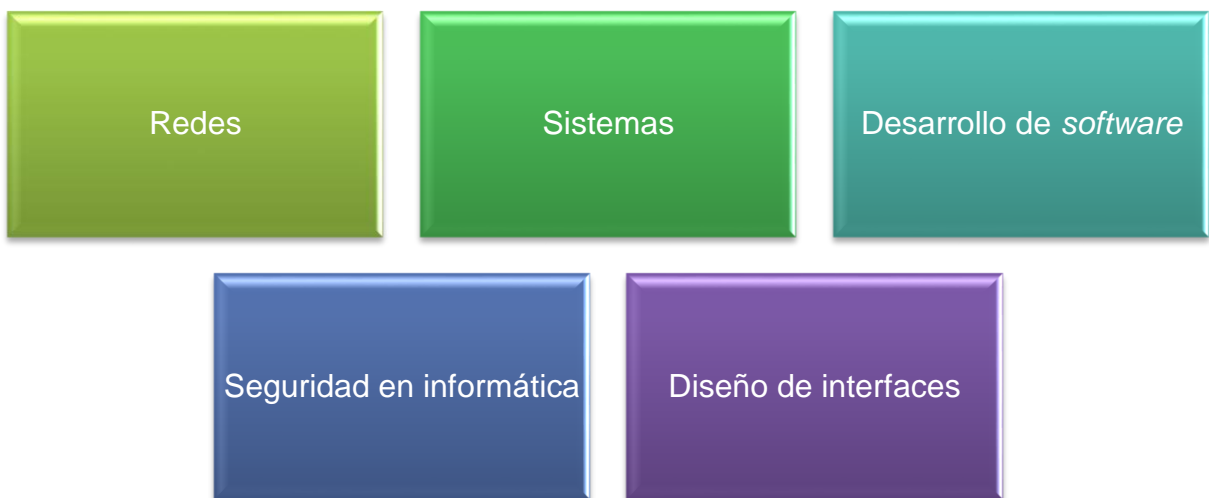 Redes
Sistemas
Desarrollo de software
Seguridad en informática
Diseño de interfaces